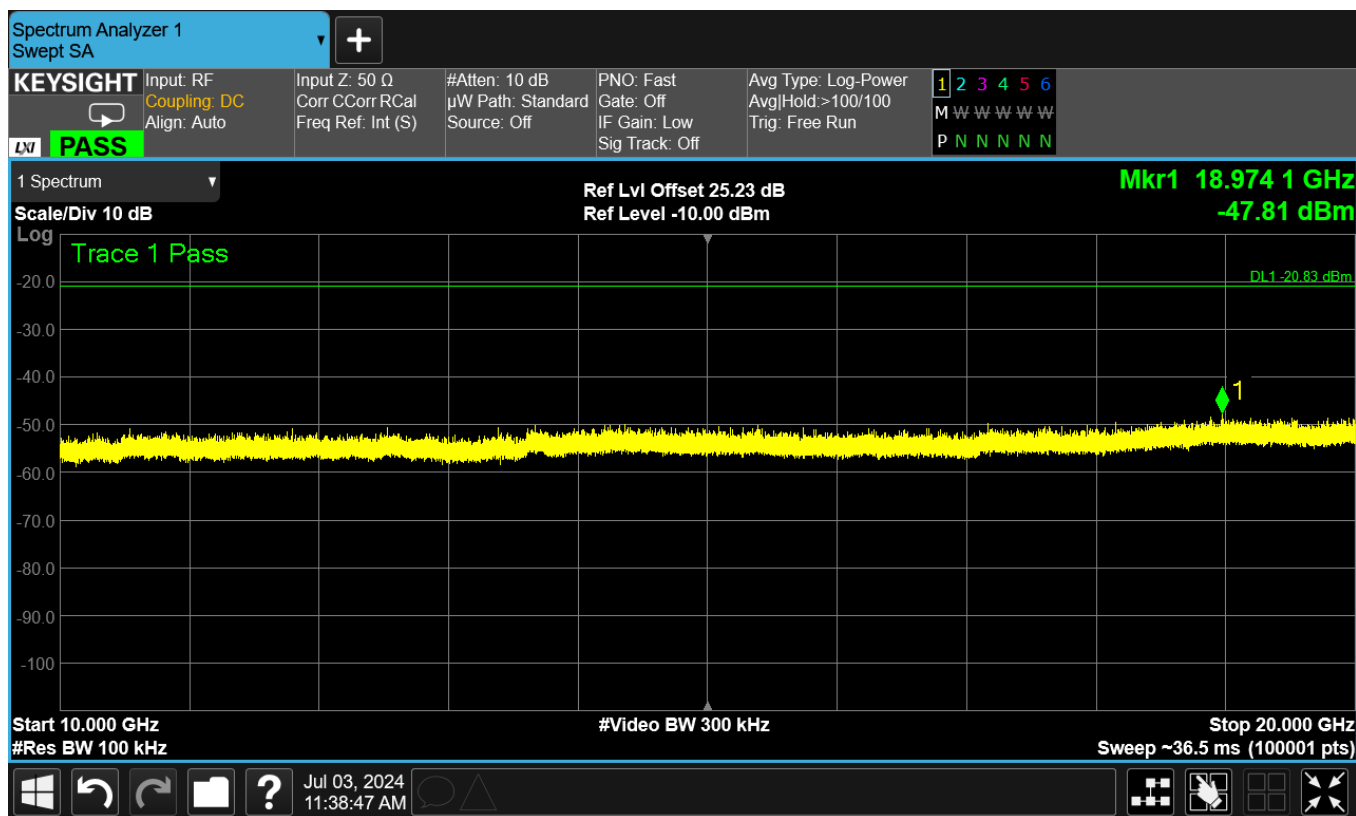 Spectrum Analyzer 1
Swept SA
KEYSIGHT
LXI PASS
Input: RF
Coupling: DC
Align: Auto
Input Z: 50 Ω
Corr CCorr RCal
Freq Ref: Int (S)
#Atten: 10 dB
µW Path: Standard
Source: Off
PNO: Fast
Gate: Off
IF Gain: Low
Sig Track: Off
Avg Type: Log-Power
Avg|Hold:>100/100
Trig: Free Run
1 2 3 4 5 6
M W W W W W
P N N N N N
1 Spectrum
Scale/Div 10 dB
Ref Lvl Offset 25.23 dB
Ref Level -10.00 dBm
Mkr1 18.974 1 GHz
-47.81 dBm
Log
Trace 1 Pass
DL1 -20.83 dBm
-20.0
-30.0
-40.0
1
-50.0
-60.0
-70.0
-80.0
-90.0
-100
Start 10.000 GHz
#Res BW 100 kHz
#Video BW 300 kHz
Stop 20.000 GHz
Sweep ~36.5 ms (100001 pts)
?
Jul 03, 2024
11:38:47 AM